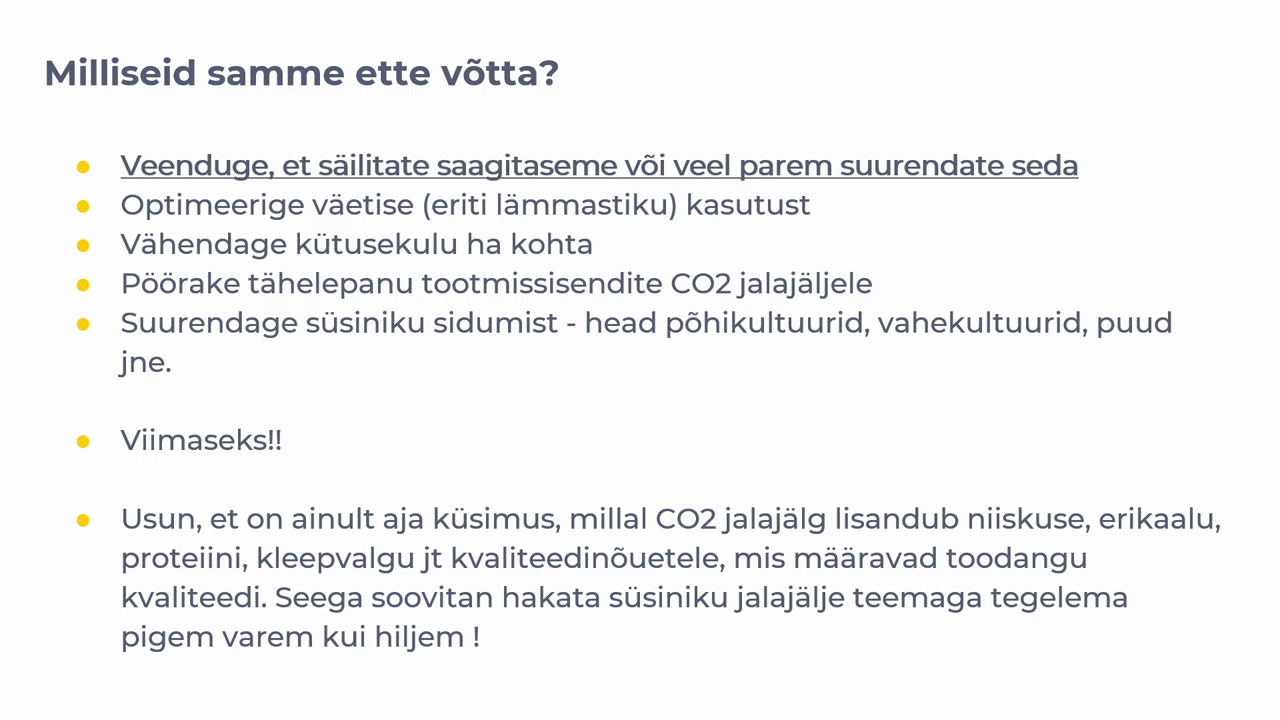 Milliseid samme ette võtta?
● Veenduge, et säilitate saagitaseme või veel parem suurendate seda
● Optimeerige väetise (eriti lämmastiku) kasutust
● Vähendage kütusekulu ha kohta
● Pöörake tähelepanu tootmissisendite CO2 jalajäljele
● Suurendage süsiniku sidumist - head põhikultuurid, vahekultuurid, puud
jne.
● Viimaseks!!
● Usun, et on ainult aja küsimus, millal CO2 jalajälg lisandub niiskuse, erikaalu,
proteiini, kleepvalgu jt kvaliteedinõuetele, mis määravad toodangu
kvaliteedi. Seega soovitan hakata süsiniku jalajälje teemaga tegelema
pigem varem kui hiljem !